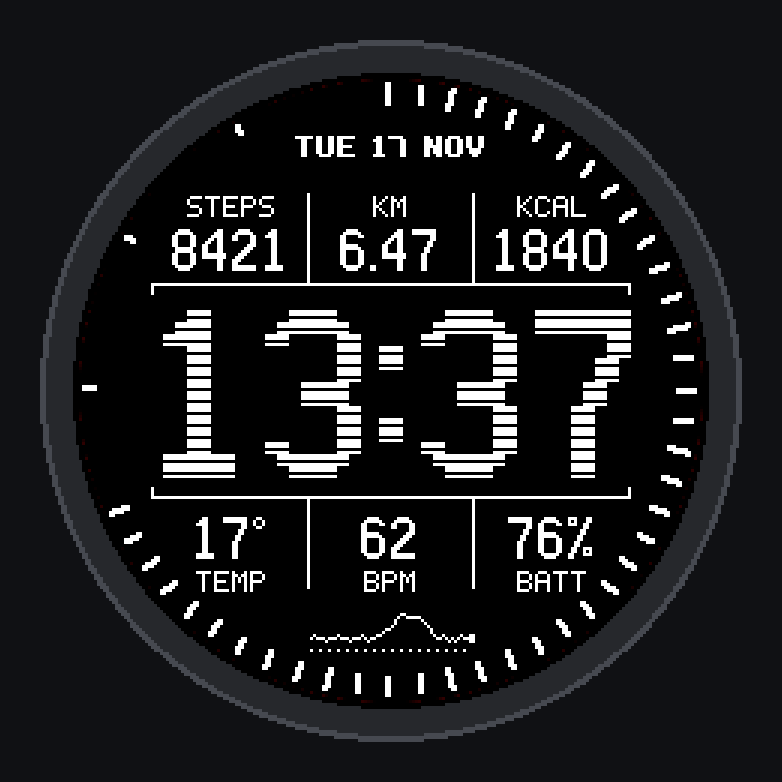 TUE 17 NOV
STEPS KM KCAL
8421 6.47 1840
13:37
17° 62 76%
TEMP BPM BATT